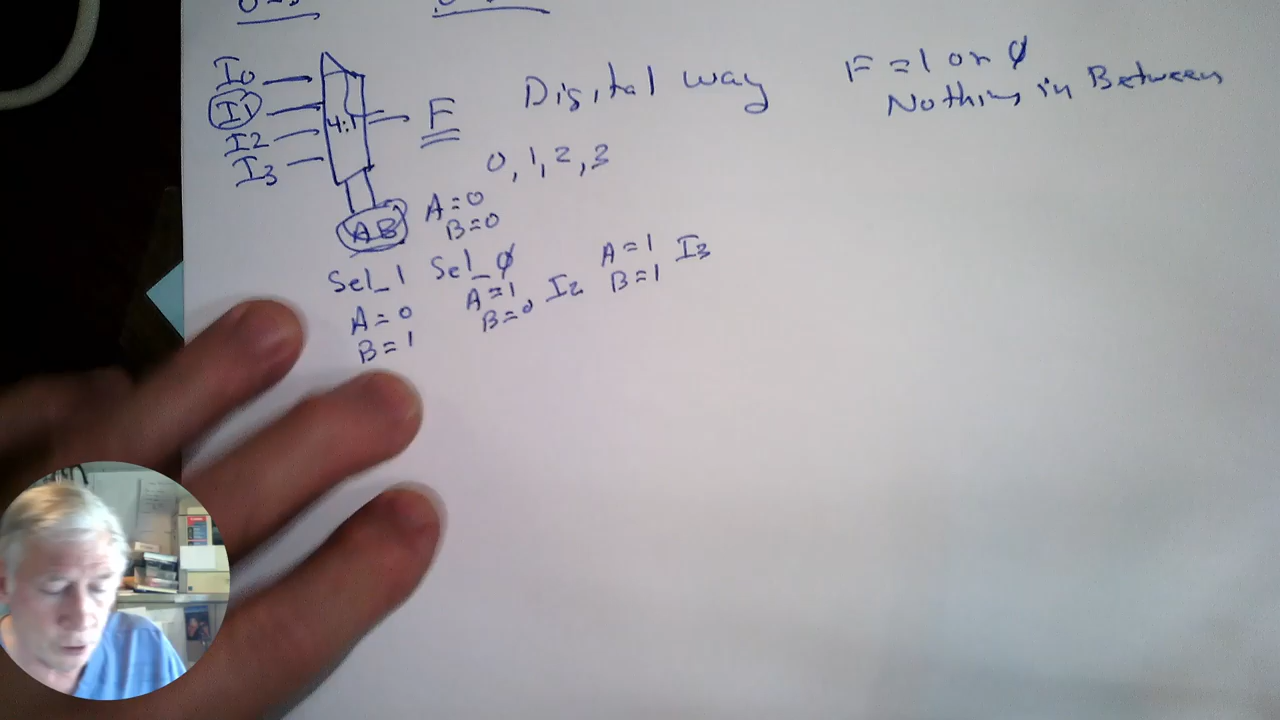 I0
I1
I2
I3
4:1
F
Digital way
F = 1 or 0
Nothing in Between
0, 1, 2, 3
AB
A=0
B=0
Sel_1 Sel_0
A=0
B=1
A=1
B=0 I2
A=1
B=1 I3